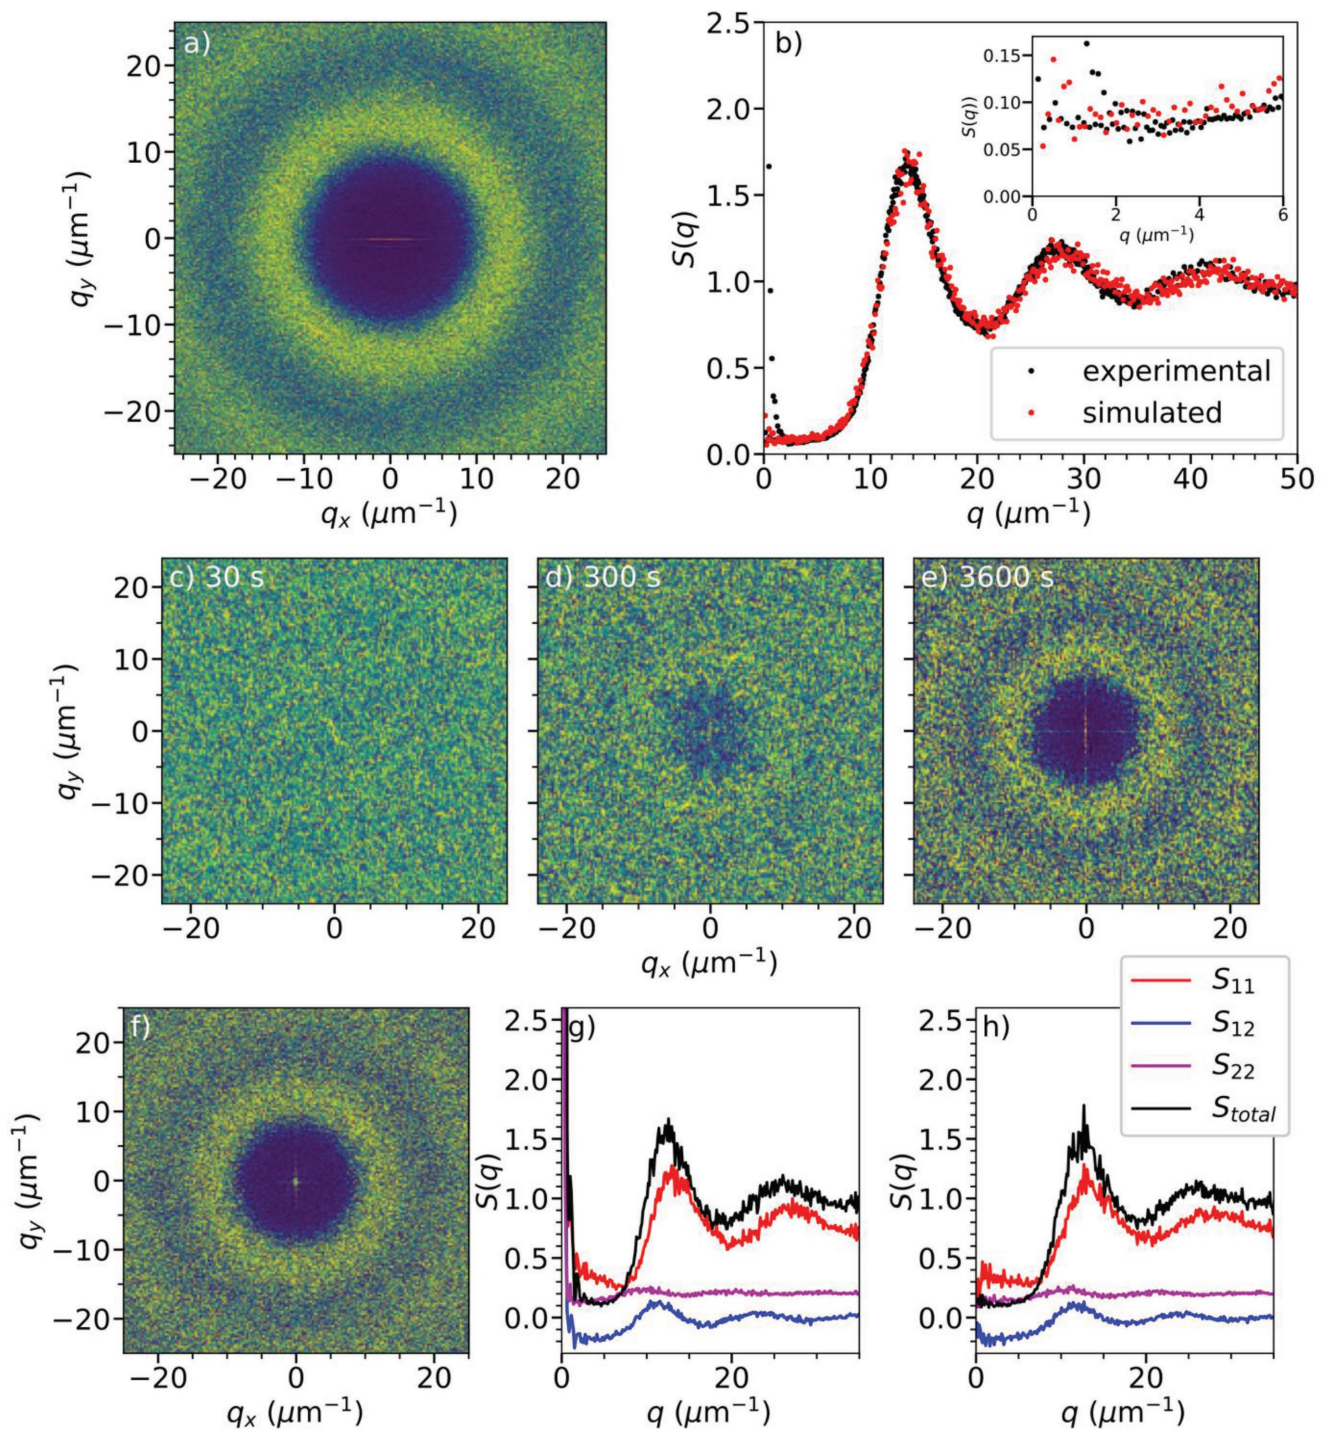 a)
20
10
0
−10
−20
q_y (μm⁻¹)
−20 −10 0 10 20
q_x (μm⁻¹)
b)
2.5
2.0
1.5
1.0
0.5
0.0
S(q)
0 10 20 30 40 50
q (μm⁻¹)
experimental
simulated
0.15
0.10
0.05
0.00
S(q))
0 2 4 6
q (μm⁻¹)
c) 30 s
d) 300 s
e) 3600 s
20
10
0
−10
−20
q_y (μm⁻¹)
−20 0 20
−20 0 20
−20 0 20
q_x (μm⁻¹)
S_11
S_12
S_22
S_total
f)
20
10
0
−10
−20
q_y (μm⁻¹)
−20 0 20
q_x (μm⁻¹)
g)
2.5
2.0
1.5
1.0
0.5
0.0
S(q)
0 20
q (μm⁻¹)
h)
2.5
2.0
1.5
1.0
0.5
0.0
S(q)
0 20
q (μm⁻¹)